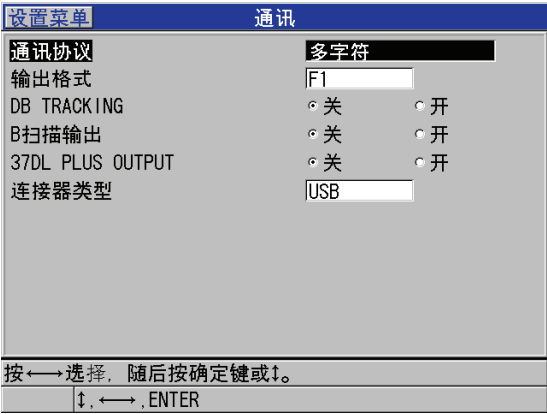 设置菜单 通讯
通讯协议 多字符
输出格式 F1
DB TRACKING 关 开
B扫描输出 关 开
37DL PLUS OUTPUT 关 开
连接器类型 USB
按←→选择, 随后按确定键或↕。
↕, ←→ ,ENTER